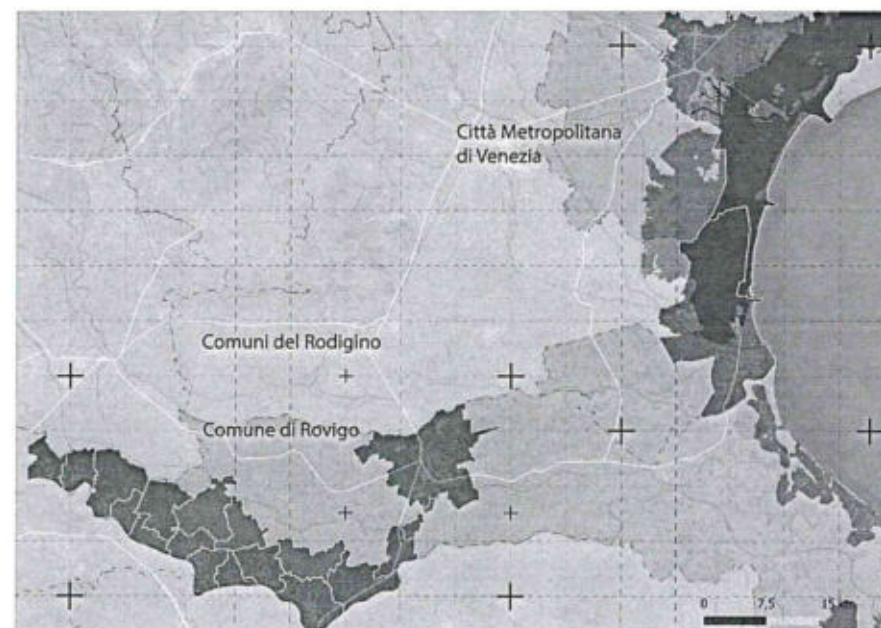 Città Metropolitana
di Venezia
Comuni del Rodigino
Comune di Rovigo
0 7,5 15